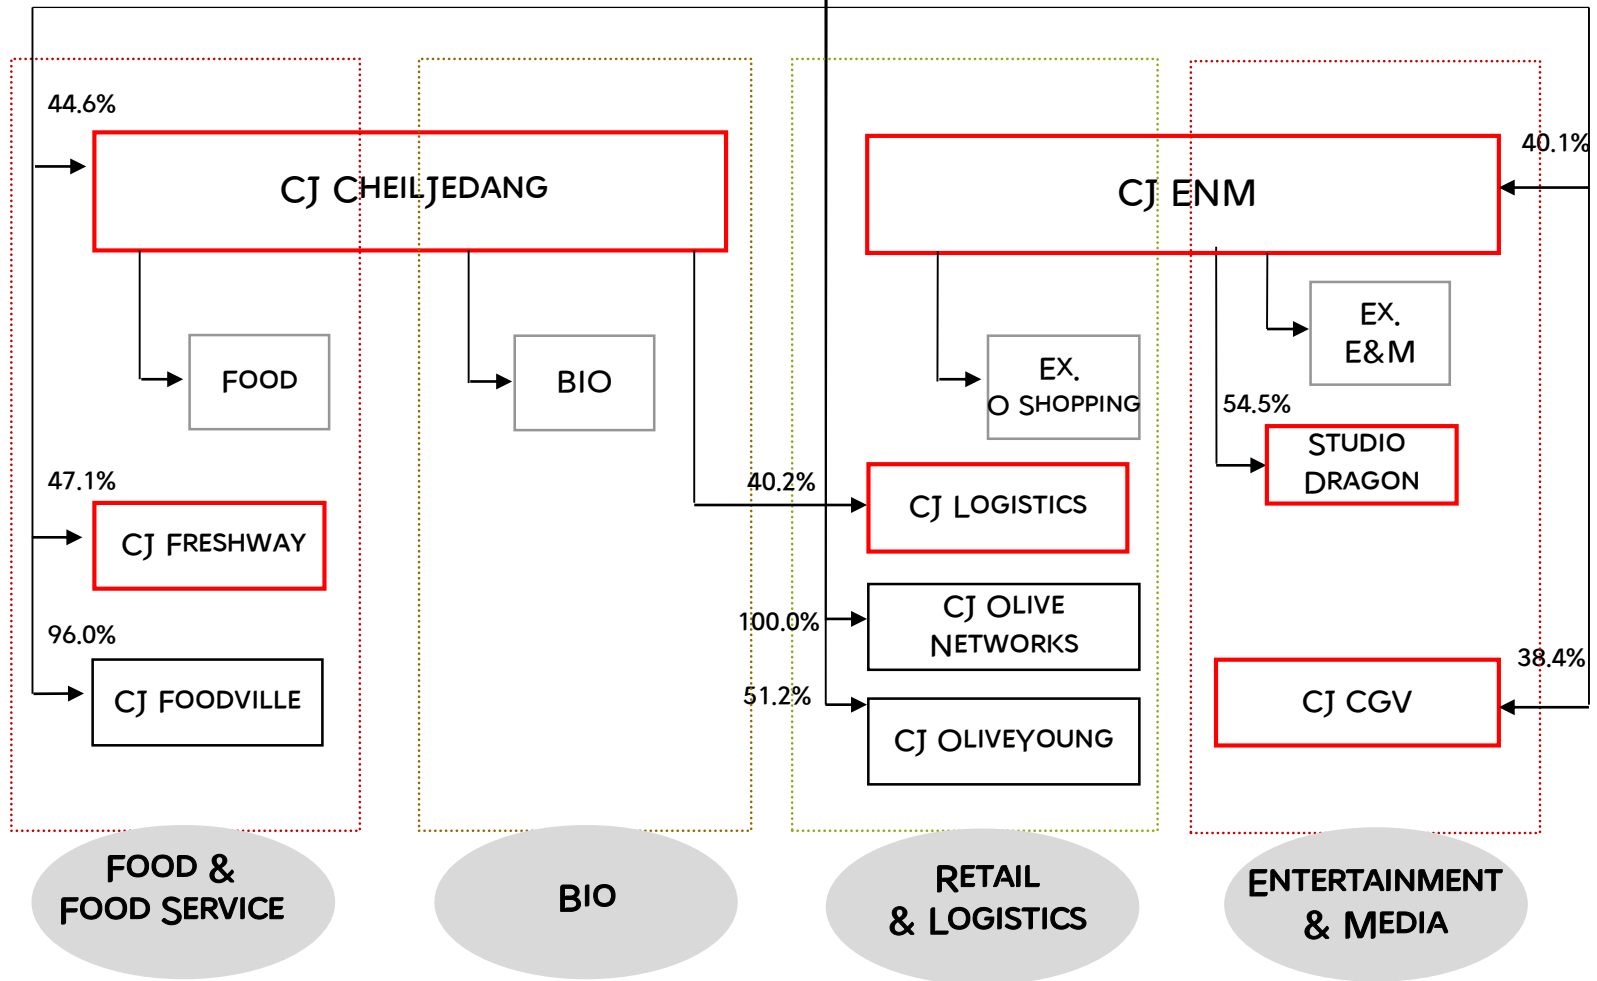 44.6%
CJ CHEILJEDANG
FOOD
BIO
47.1%
CJ FRESHWAY
96.0%
CJ FOODVILLE
40.1%
CJ ENM
EX.
O SHOPPING
EX.
E&M
54.5%
STUDIO
DRAGON
40.2%
CJ LOGISTICS
100.0%
CJ OLIVE
NETWORKS
51.2%
CJ OLIVEYOUNG
38.4%
CJ CGV
FOOD &
FOOD SERVICE
BIO
RETAIL
& LOGISTICS
ENTERTAINMENT
& MEDIA